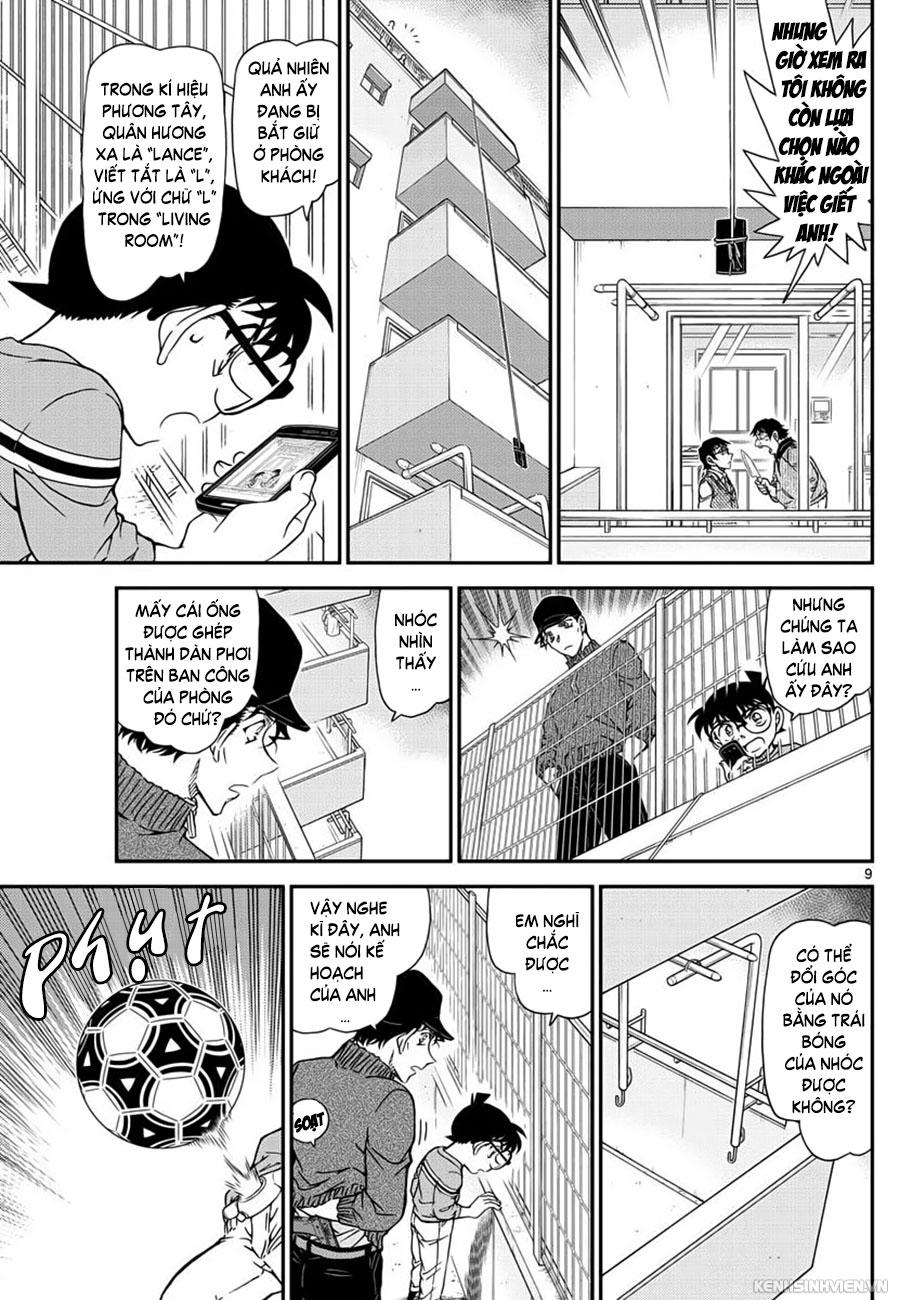 NHƯNG
GIỜ XEM RA
TÔI KHÔNG
CÒN LỰA
CHỌN NÀO
KHÁC NGOÀI
VIỆC GIẾT
ANH!
QUẢ NHIÊN
ANH ẤY
ĐANG BỊ
BẮT GIỮ
Ở PHÒNG
KHÁCH!
TRONG KÍ HIỆU
PHƯƠNG TÂY,
QUÂN HƯƠNG
XA LÀ "LANCE",
VIẾT TẮT LÀ "L",
ỨNG VỚI CHỮ "L"
TRONG "LIVING
ROOM"!
NHƯNG
CHÚNG TA
LÀM SAO
CỨU ANH
ẤY ĐÂY?
NHÓC
NHÌN
THẤY
...
MẤY CÁI ỐNG
ĐƯỢC GHÉP
THÀNH DÀN PHƠI
TRÊN BAN CÔNG
CỦA PHÒNG
ĐÓ CHỨ?
9
CÓ THỂ
ĐỔI GÓC
CỦA NÓ
BẰNG TRÁI
BÓNG
CỦA NHÓC
ĐƯỢC
KHÔNG?
EM NGHĨ
CHẮC
ĐƯỢC
...
VẬY NGHE
KĨ ĐÂY, ANH
SẼ NÓI KẾ
HOẠCH
CỦA ANH
...
SOẠT
Phụt
KENHSINHVIEN.VN